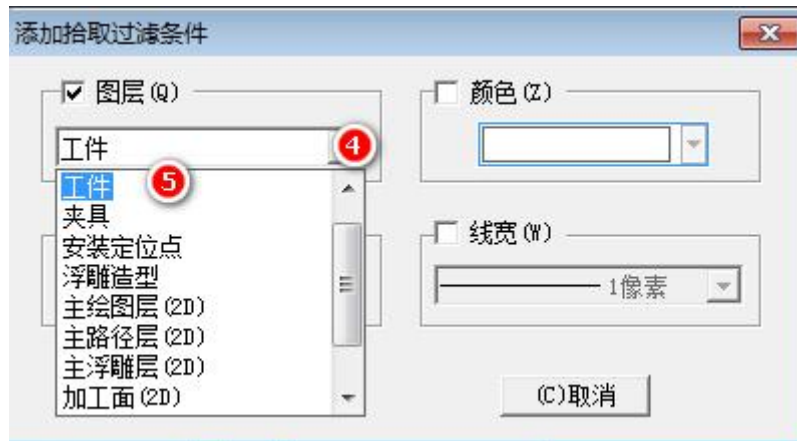 添加拾取过滤条件
图层(Q)
颜色(Z)
工件
4
工件
5
夹具
安装定位点
浮雕造型
主绘图层(2D)
主路径层(2D)
主浮雕层(2D)
加工面(2D)
线宽(W)
1像素
(C)取消